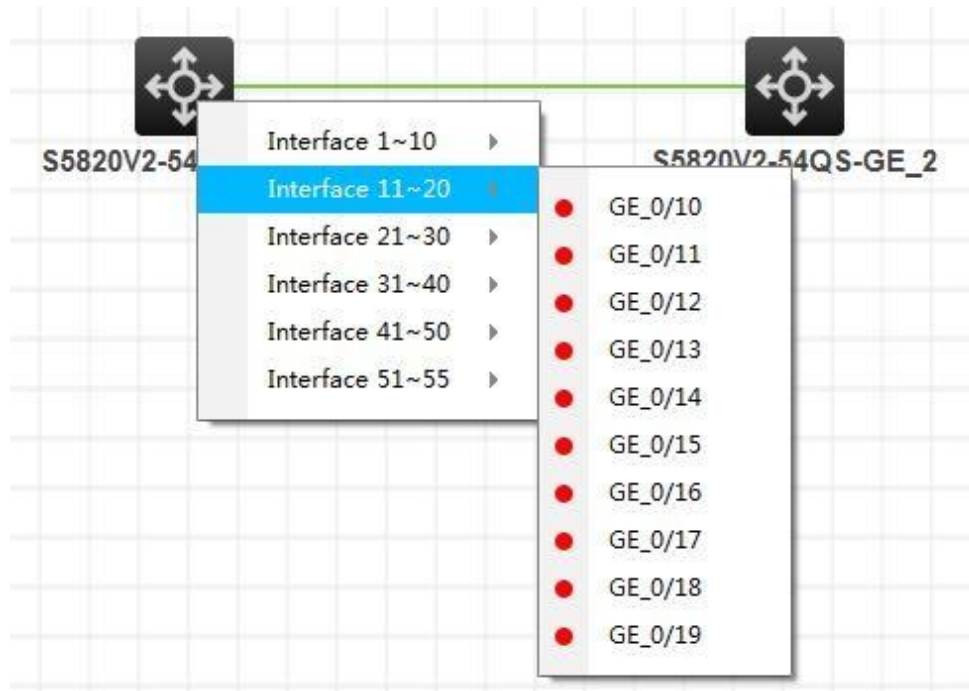 S5820V2-54
S5820V2-54QS-GE_2
Interface 1~10
Interface 11~20
Interface 21~30
Interface 31~40
Interface 41~50
Interface 51~55
GE_0/10
GE_0/11
GE_0/12
GE_0/13
GE_0/14
GE_0/15
GE_0/16
GE_0/17
GE_0/18
GE_0/19